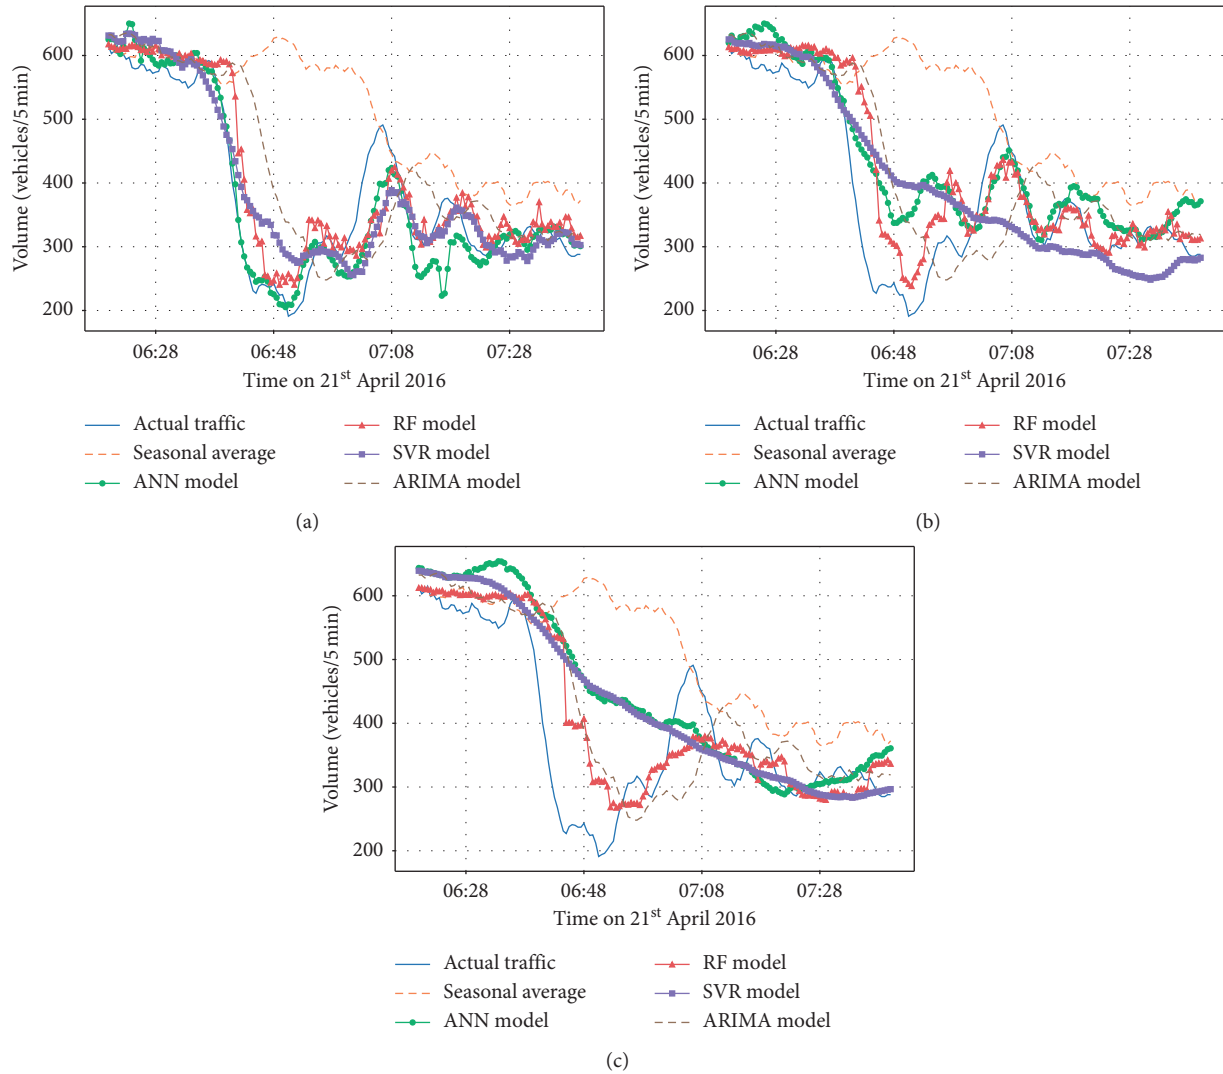 600
500
400
300
200
Volume (vehicles/5 min)
06:28 06:48 07:08 07:28
Time on 21st April 2016
Actual traffic RF model
Seasonal average SVR model
ANN model ARIMA model
(a)
600
500
400
300
200
Volume (vehicles/5 min)
06:28 06:48 07:08 07:28
Time on 21st April 2016
Actual traffic RF model
Seasonal average SVR model
ANN model ARIMA model
(b)
600
500
400
300
200
Volume (vehicles/5 min)
06:28 06:48 07:08 07:28
Time on 21st April 2016
Actual traffic RF model
Seasonal average SVR model
ANN model ARIMA model
(c)